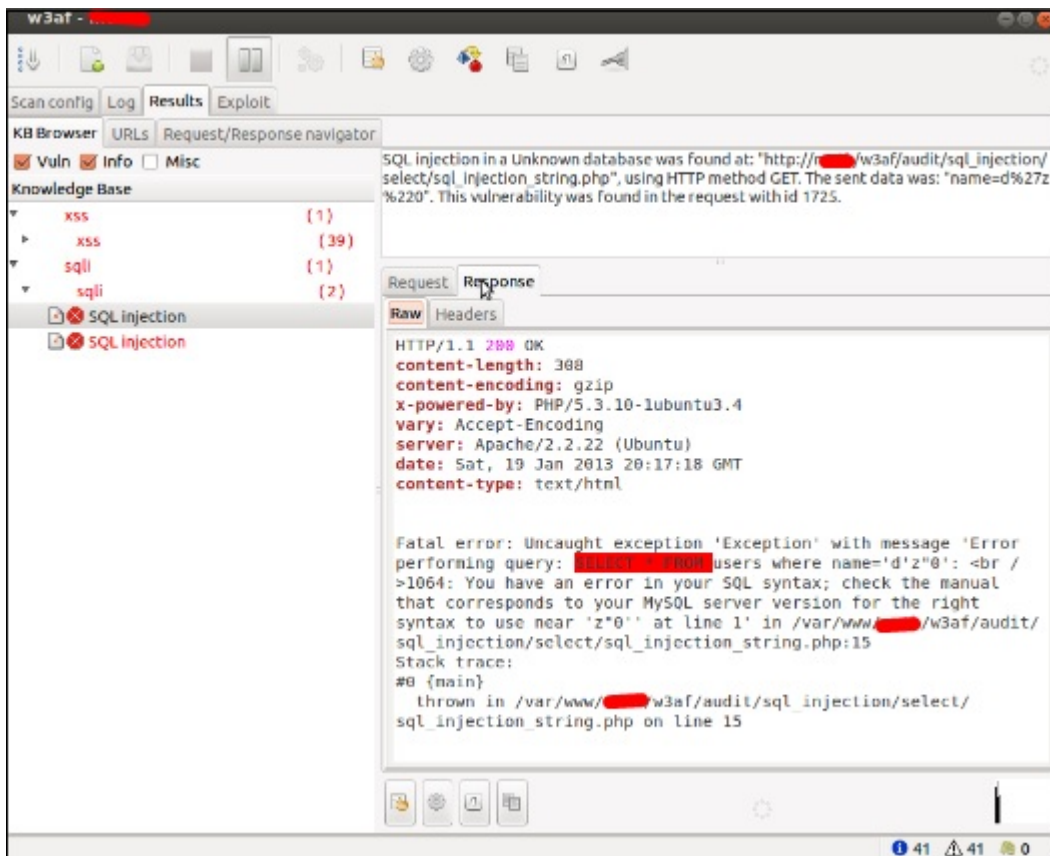 w3af -
Scan config Log Results Exploit
KB Browser URLs Request/Response navigator
Vuln Info Misc
Knowledge Base
xss (1)
xss (39)
sqli (1)
sqli (2)
SQL injection
SQL injection
SQL injection in a Unknown database was found at: "http:///w3af/audit/sql_injection/
select/sql_injection_string.php", using HTTP method GET. The sent data was: "name=d%27z
%220". This vulnerability was found in the request with id 1725.
Request Response
Raw Headers
HTTP/1.1 200 OK
content-length: 308
content-encoding: gzip
x-powered-by: PHP/5.3.10-1ubuntu3.4
vary: Accept-Encoding
server: Apache/2.2.22 (Ubuntu)
date: Sat, 19 Jan 2013 20:17:18 GMT
content-type: text/html
Fatal error: Uncaught exception 'Exception' with message 'Error
performing query: SELECT * FROM users where name='d'z"0': <br /
>1064: You have an error in your SQL syntax; check the manual
that corresponds to your MySQL server version for the right
syntax to use near 'z"0'' at line 1' in /var/www/ /w3af/audit/
sql_injection/select/sql_injection_string.php:15
Stack trace:
#0 {main}
thrown in /var/www/ /w3af/audit/sql_injection/select/
sql_injection_string.php on line 15
41 41 0